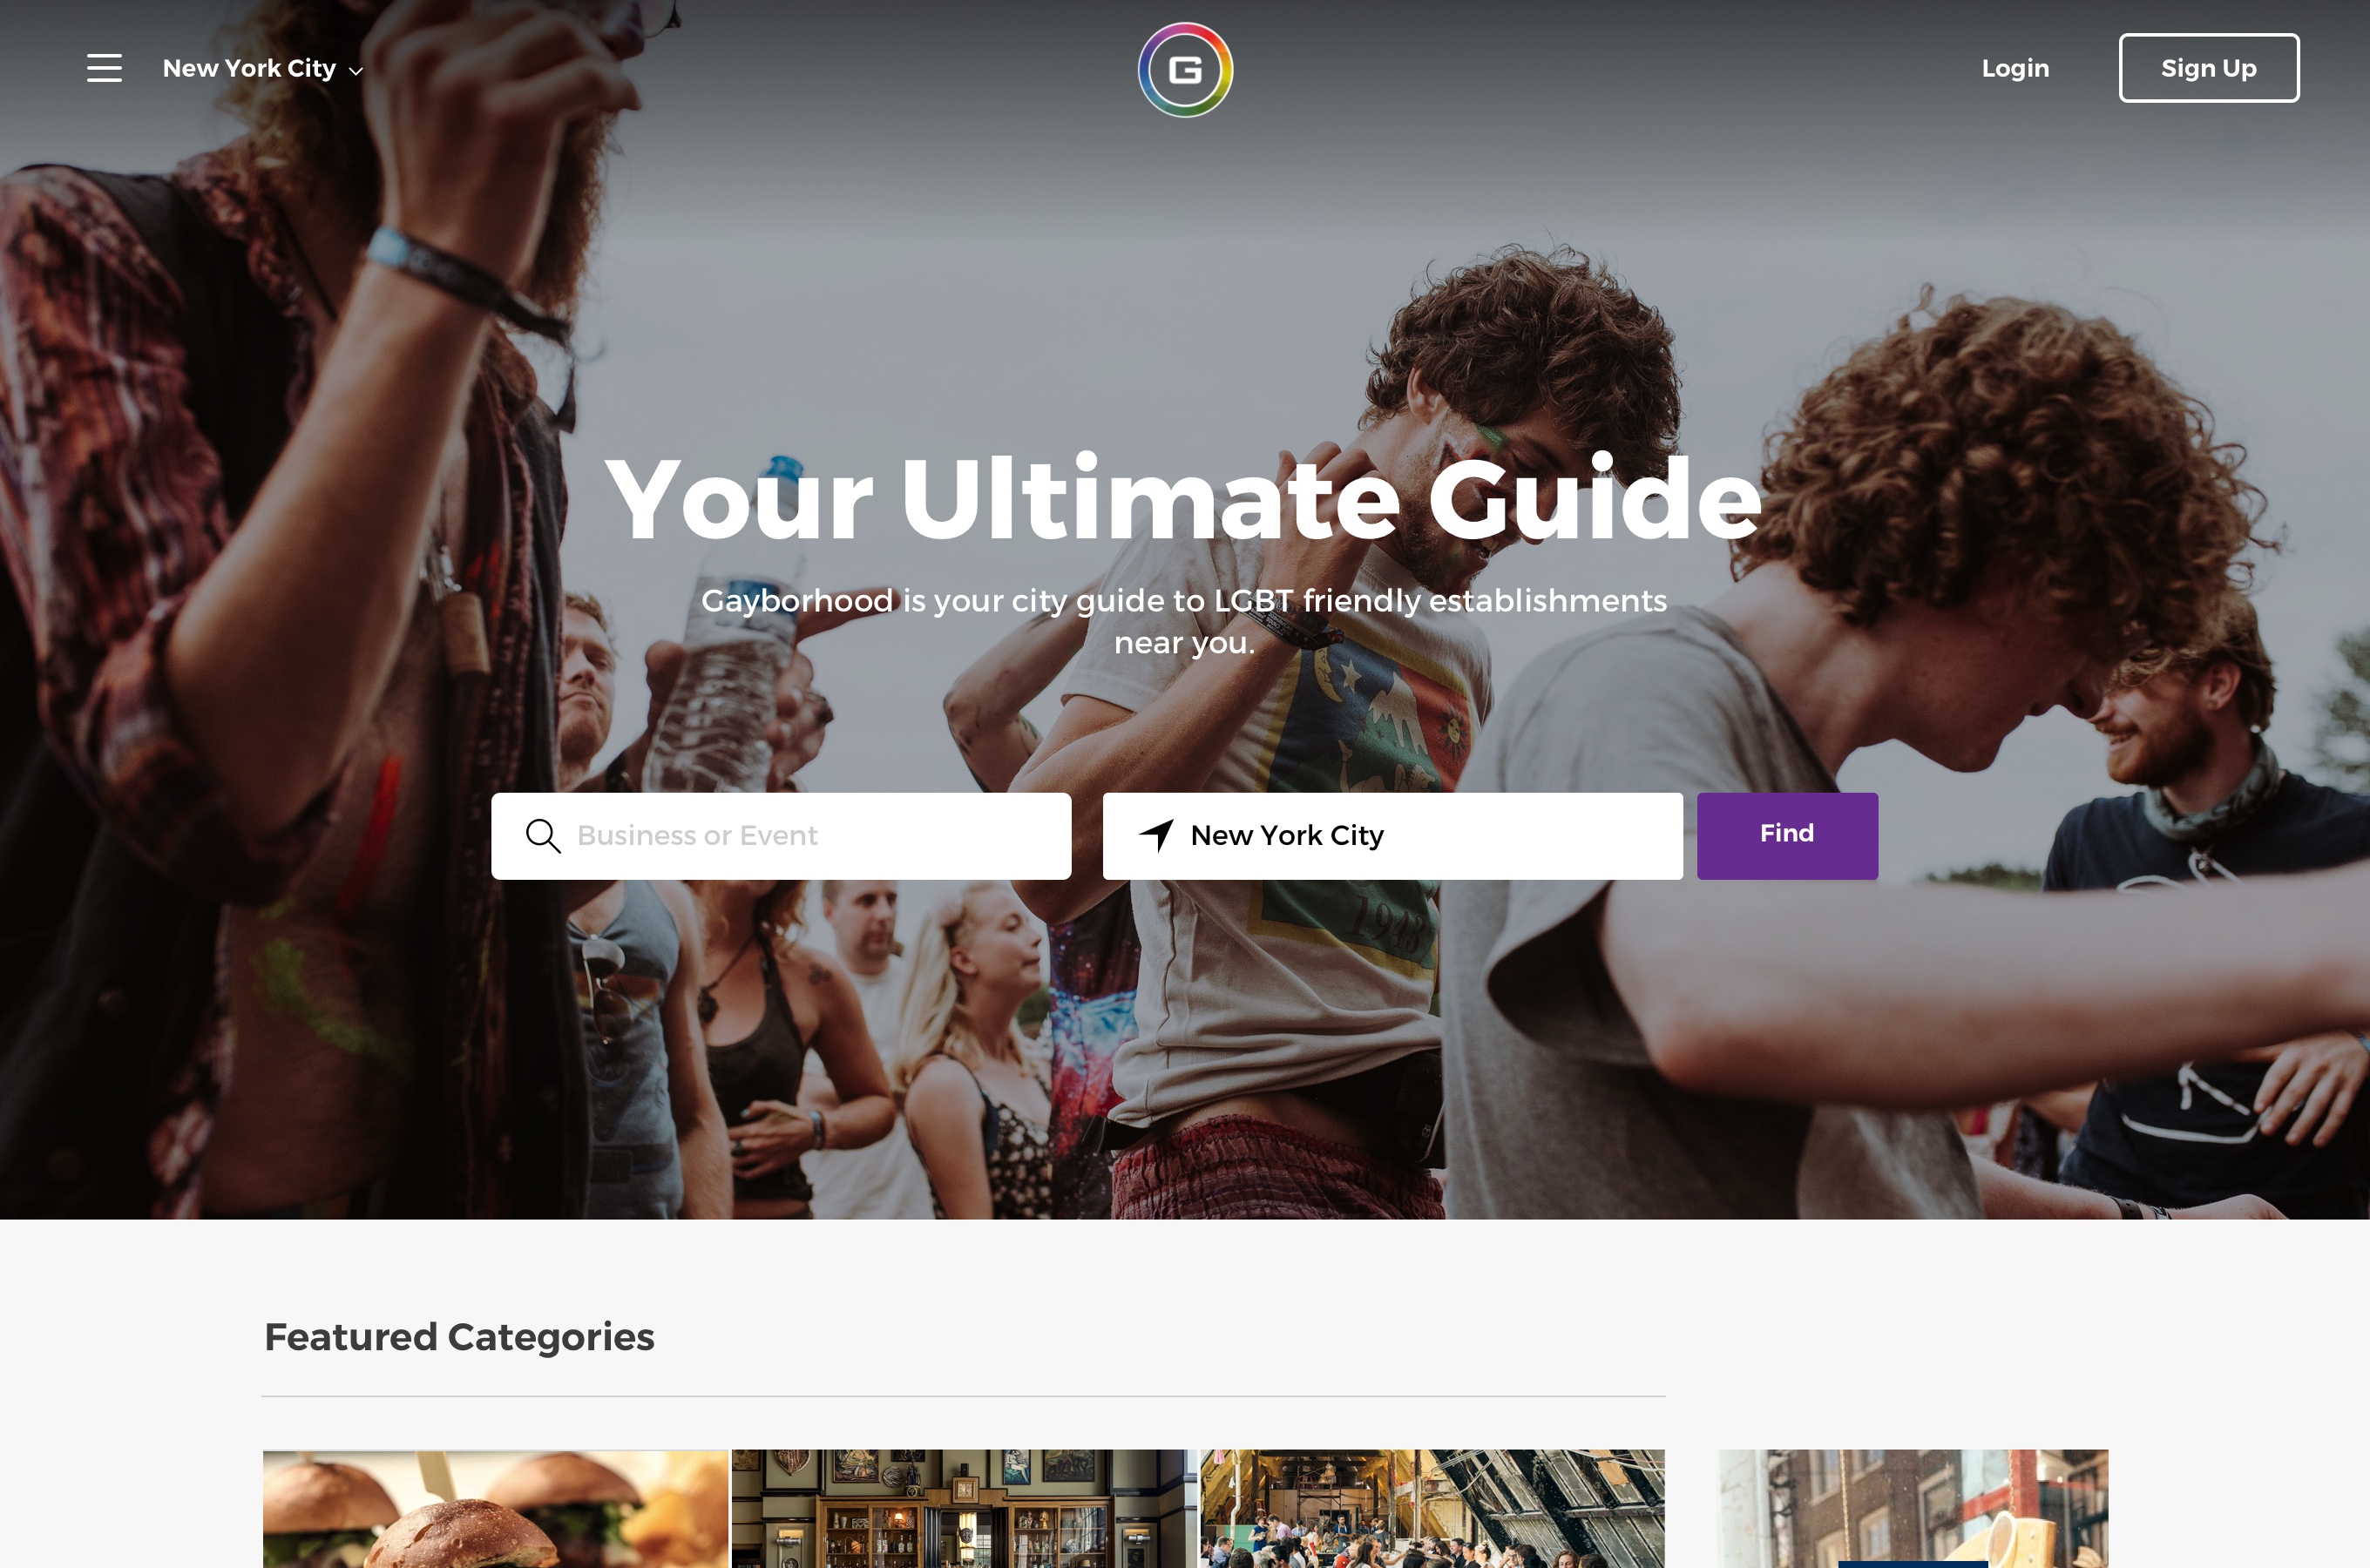 New York City
G
Login
Sign Up
Your Ultimate Guide
Gayborhood is your city guide to LGBT friendly establishments
near you.
Business or Event
New York City
Find
1943
Featured Categories